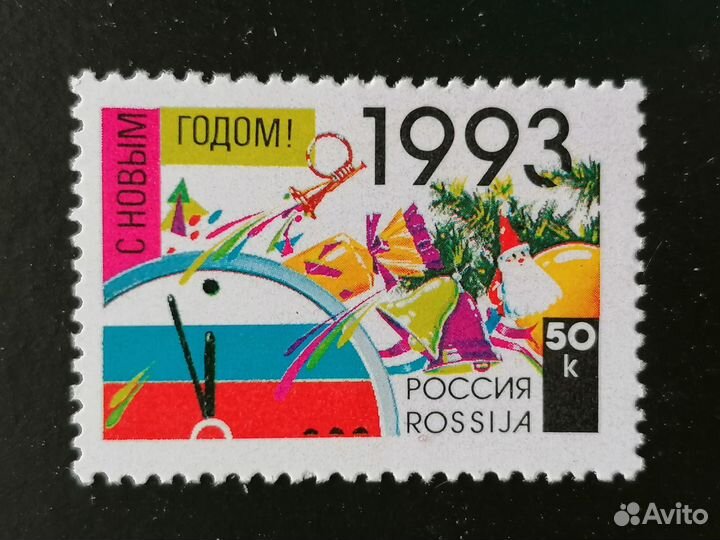 С НОВЫМ
ГОДОМ!
1993
50
k
РОССИЯ
ROSSIJA
Avito